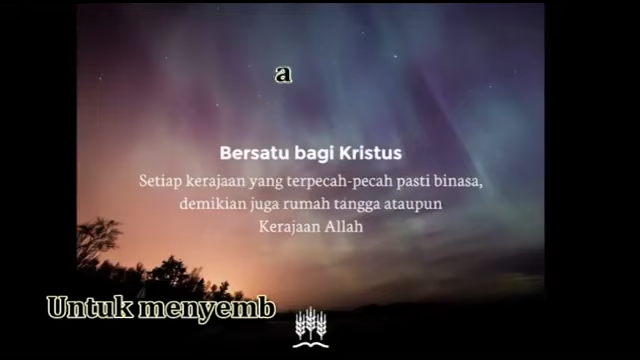 a
Bersatu bagi Kristus
Setiap kerajaan yang terpecah-pecah pasti binasa,
demikian juga rumah tangga ataupun
Kerajaan Allah
Untuk menyemb